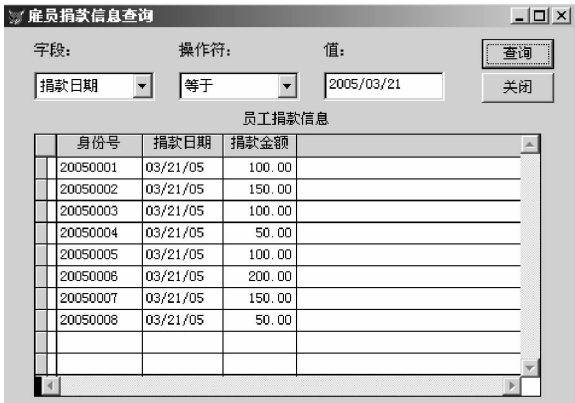 雇员捐款信息查询
字段: 操作符: 值: 查询
捐款日期 等于 2005/03/21 关闭
员工捐款信息
身份号 捐款日期 捐款金额
20050001 03/21/05 100.00
20050002 03/21/05 150.00
20050003 03/21/05 100.00
20050004 03/21/05 50.00
20050005 03/21/05 100.00
20050006 03/21/05 200.00
20050007 03/21/05 150.00
20050008 03/21/05 50.00